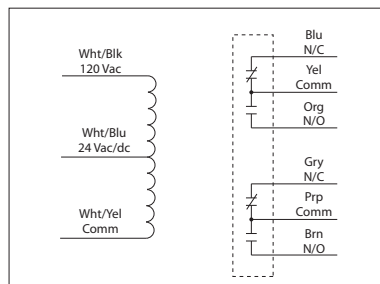 Wht/Blk
120 Vac
Wht/Blu
24 Vac/dc
Wht/Yel
Comm
Blu
N/C
Yel
Comm
Org
N/O
Gry
N/C
Prp
Comm
Brn
N/O